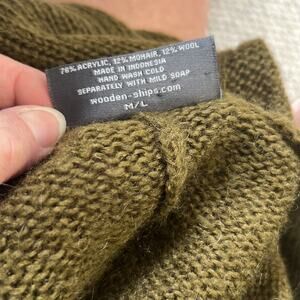 76% ACRYLIC, 12% MOHAIR, 12% WOOL
MADE IN INDONESIA
HAND WASH COLD
SEPARATELY WITH MILD SOAP
wooden-ships.com
M/L